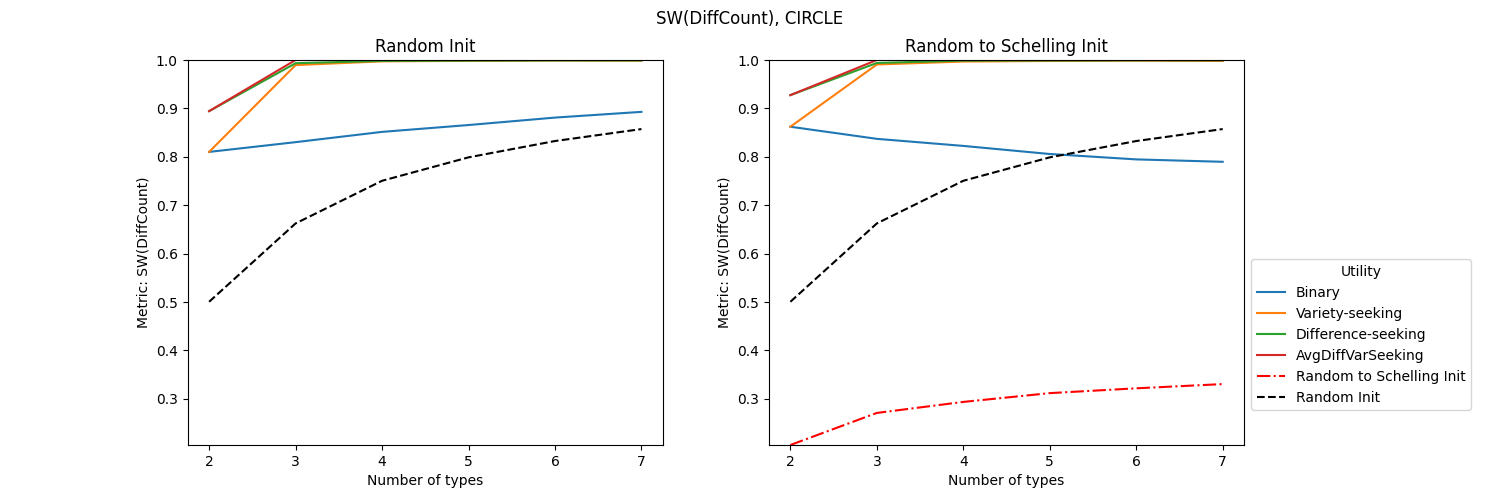 SW(DiffCount), CIRCLE
Random Init
1.0
0.9
0.8
0.7
0.6
0.5
0.4
0.3
Metric: SW(DiffCount)
2 3 4 5 6 7
Number of types
Random to Schelling Init
1.0
0.9
0.8
0.7
0.6
0.5
0.4
0.3
Metric: SW(DiffCount)
2 3 4 5 6 7
Number of types
Utility
Binary
Variety-seeking
Difference-seeking
AvgDiffVarSeeking
Random to Schelling Init
Random Init